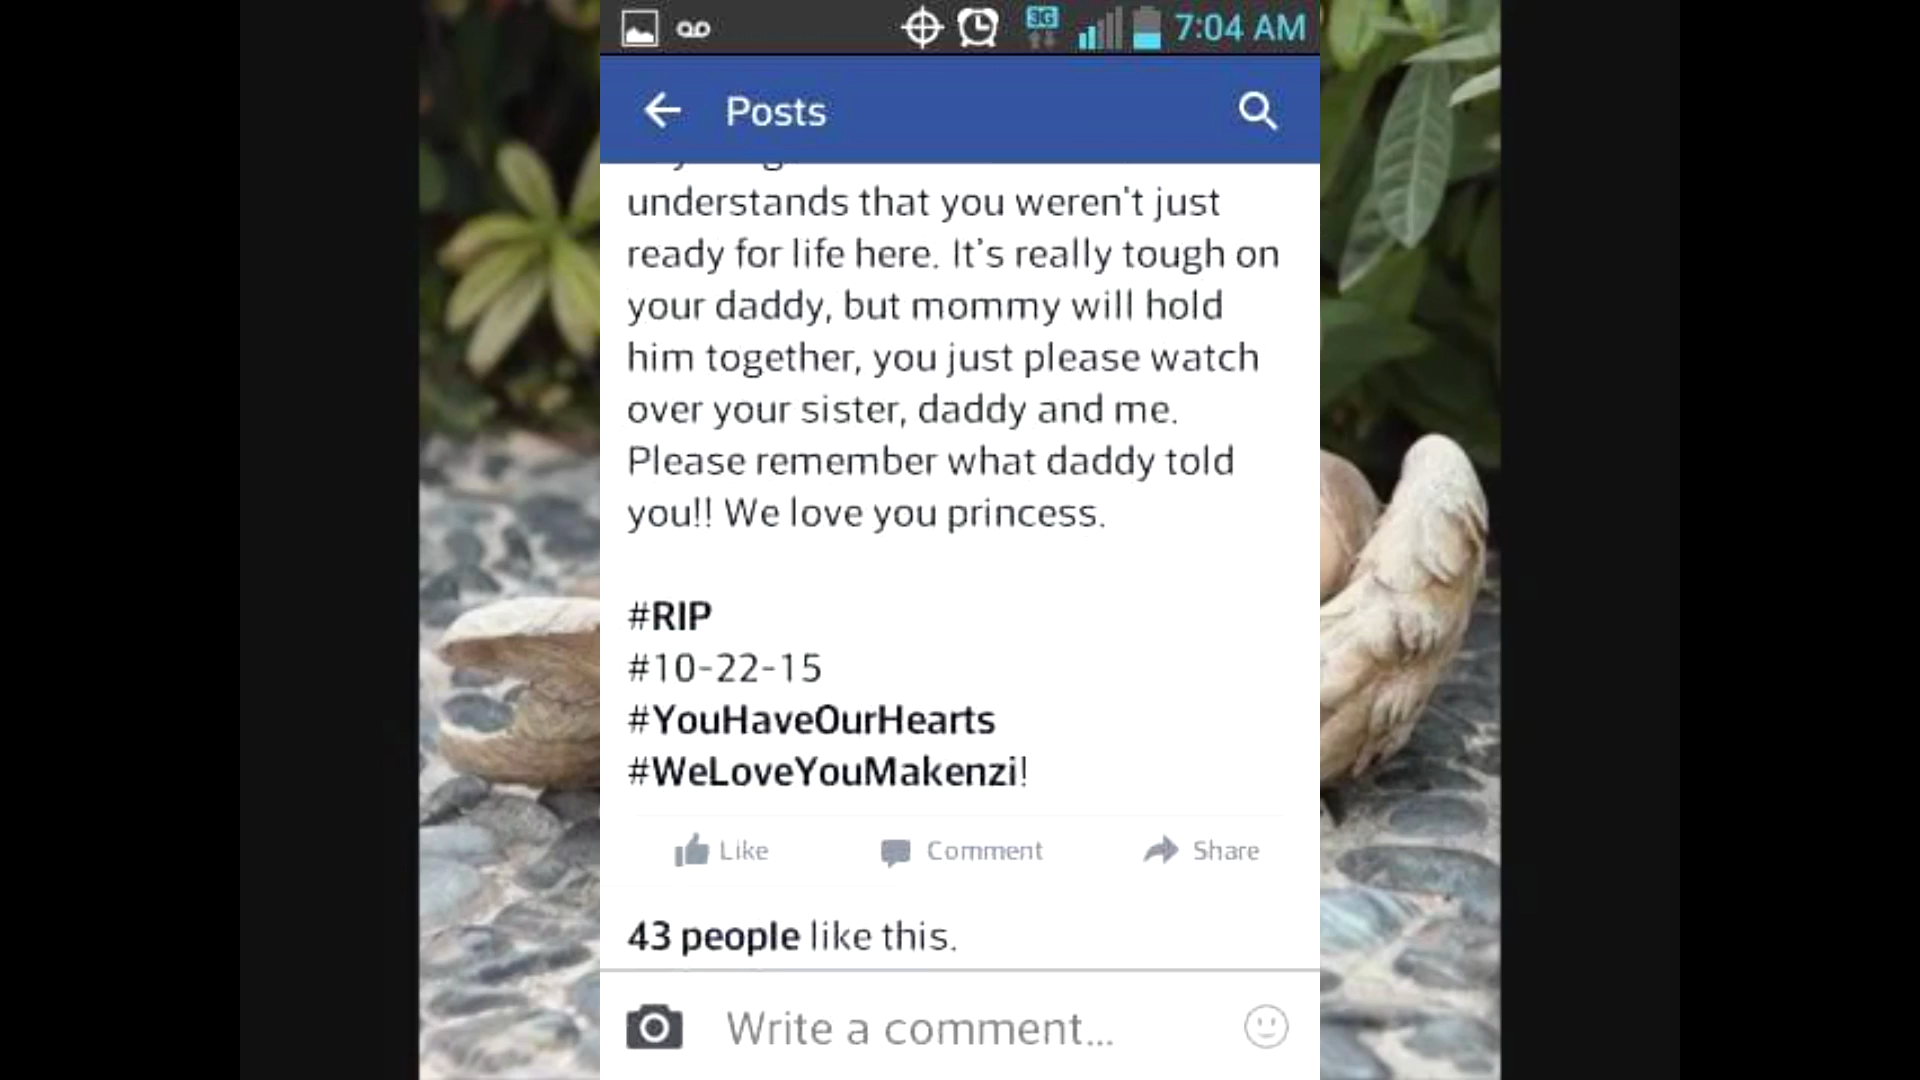 3G 7:04 AM
Posts
understands that you weren't just
ready for life here. It's really tough on
your daddy, but mommy will hold
him together, you just please watch
over your sister, daddy and me.
Please remember what daddy told
you!! We love you princess.
#RIP
#10-22-15
#YouHaveOurHearts
#WeLoveYouMakenzi!
Like Comment Share
43 people like this.
Write a comment...